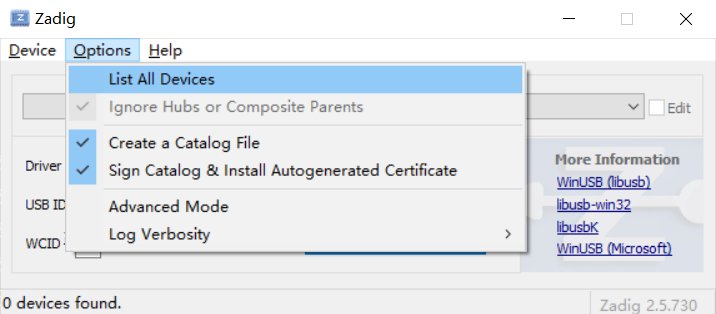 Zadig
Device Options Help
List All Devices
Ignore Hubs or Composite Parents
Edit
Create a Catalog File
Sign Catalog & Install Autogenerated Certificate
Advanced Mode
Log Verbosity
Driver
USB ID
WCID
More Information
WinUSB (libusb)
libusb-win32
libusbK
WinUSB (Microsoft)
0 devices found.
Zadig 2.5.730